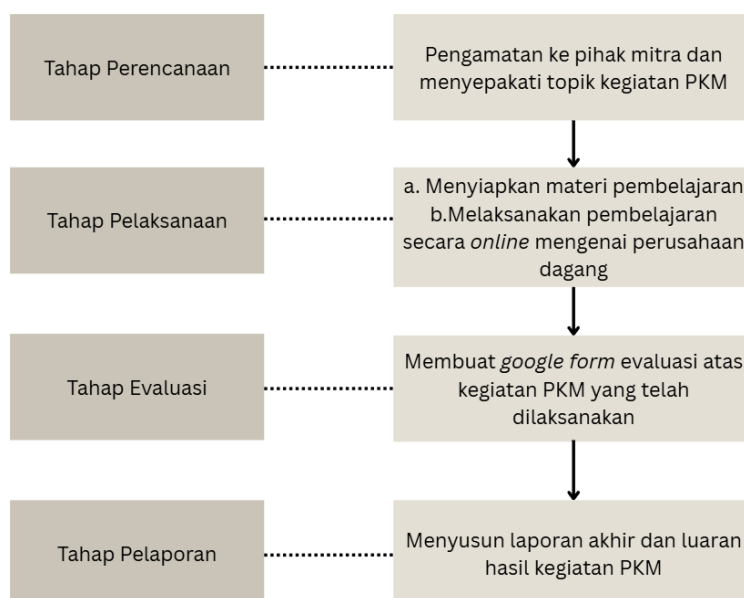 Tahap Perencanaan
Pengamatan ke pihak mitra dan
menyepakati topik kegiatan PKM
Tahap Pelaksanaan
a. Menyiapkan materi pembelajaran
b.Melaksanakan pembelajaran
secara online mengenai perusahaan
dagang
Tahap Evaluasi
Membuat google form evaluasi atas
kegiatan PKM yang telah
dilaksanakan
Tahap Pelaporan
Menyusun laporan akhir dan luaran
hasil kegiatan PKM